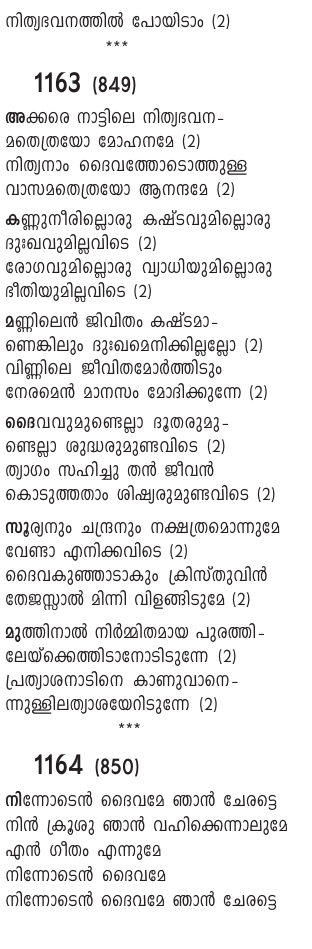 നിത്യഭവനത്തിൽ പോയിടാം (2)
***
1163 (849)
അക്കരെ നാട്ടിലെ നിത്യഭവന-
മതെത്രയോ മോഹനമേ (2)
നിത്യനാം ദൈവത്തോടൊത്തുള്ള
വാസമതെത്രയോ ആനന്ദമേ (2)
കണ്ണുനീരില്ലൊരു കഷ്ടവുമില്ലൊരു
ദുഃഖവുമില്ലവിടെ (2)
രോഗവുമില്ലൊരു വ്യാധിയുമില്ലൊരു
ഭീതിയുമില്ലവിടെ (2)
മണ്ണിലെൻ ജിവിതം കഷ്ടമാ-
ണെങ്കിലും ദുഃഖമെനിക്കില്ലല്ലോ (2)
വിണ്ണിലെ ജീവിതമോർത്തിടും
നേരമെൻ മാനസം മോദിക്കുന്നേ (2)
ദൈവവുമുണ്ടെല്ലാ ദൂതരുമു-
ണ്ടെല്ലാ ശുദ്ധരുമുണ്ടവിടെ (2)
ത്യാഗം സഹിച്ചു തൻ ജീവൻ
കൊടുത്തതാം ശിഷ്യരുമുണ്ടവിടെ (2)
സൂര്യനും ചന്ദ്രനും നക്ഷത്രമൊന്നുമേ
വേണ്ടാ എനിക്കവിടെ (2)
ദൈവകുഞ്ഞാടാകും ക്രിസ്തുവിൻ
തേജസ്സാൽ മിന്നി വിളങ്ങിടുമേ (2)
മുത്തിനാൽ നിർമ്മിതമായ പുരത്തി-
ലേയ്ക്കെത്തിടാനോടിടുന്നേ (2)
പ്രത്യാശനാടിനെ കാണുവാനെ-
ന്നുള്ളിലത്യാശയേറിടുന്നേ (2)
***
1164 (850)
നിന്നോടെൻ ദൈവമേ ഞാൻ ചേരട്ടെ
നിൻ ക്രൂശു ഞാൻ വഹിക്കെന്നാലുമേ
എൻ ഗീതം എന്നുമേ
നിന്നോടെൻ ദൈവമേ
നിന്നോടെൻ ദൈവമേ ഞാൻ ചേരട്ടെ